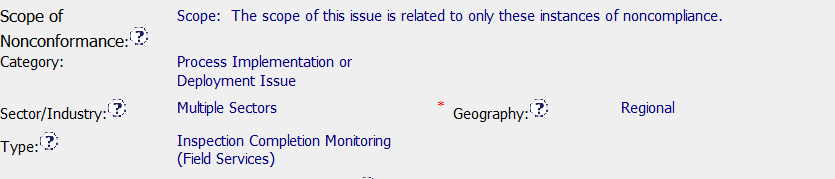 Scope of Scope: The scope of this issue is related to only these instances of noncompliance.
Nonconformance:?
Category: Process Implementation or
Deployment Issue
Sector/Industry:? Multiple Sectors * Geography:? Regional
Type:? Inspection Completion Monitoring
(Field Services)